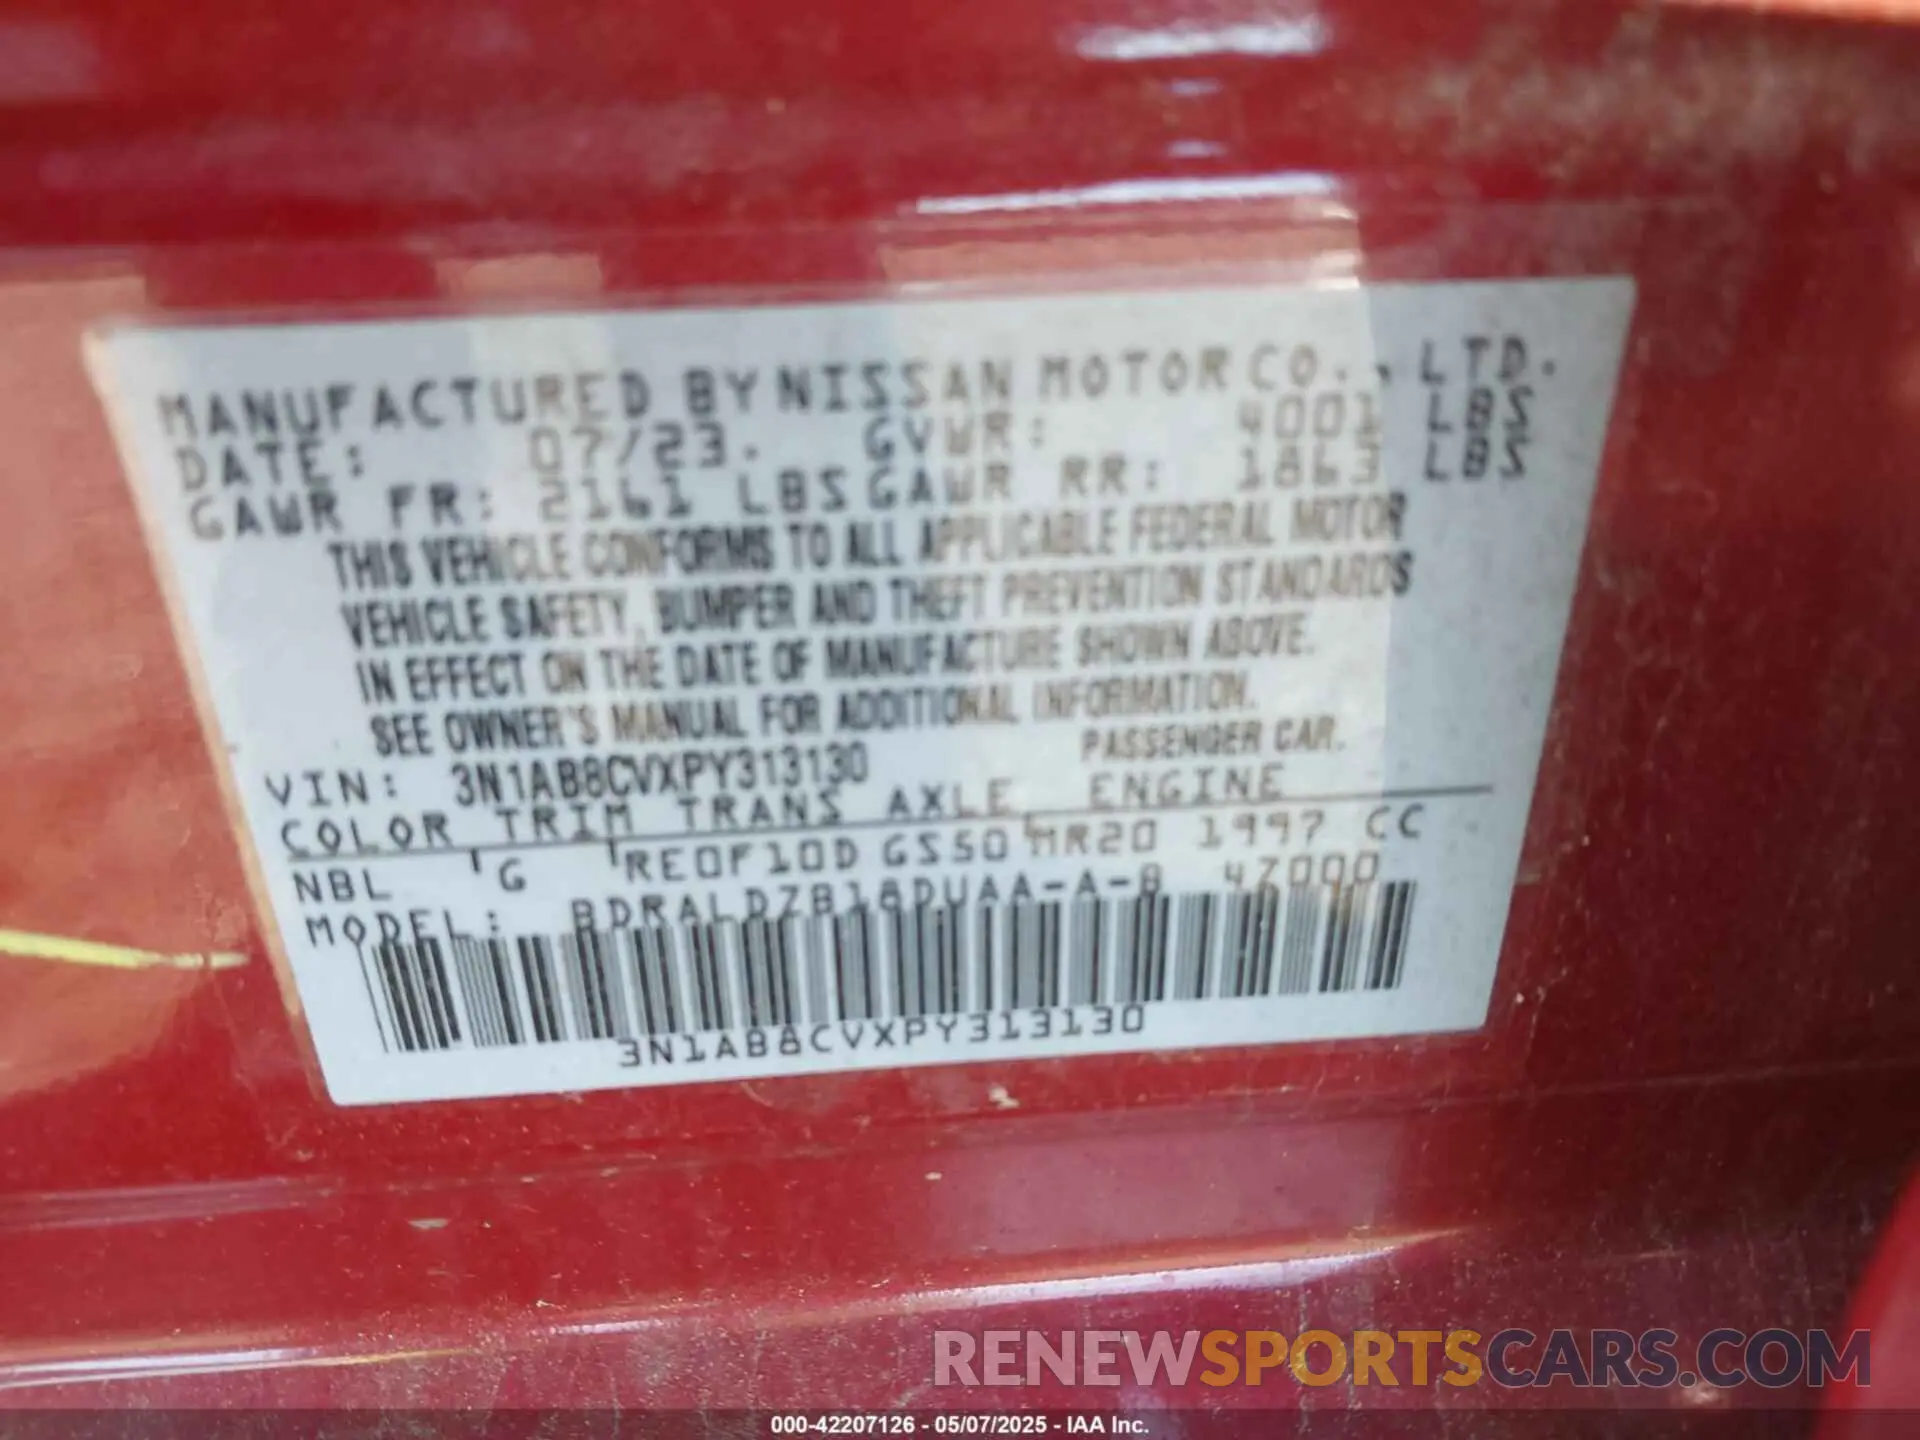 MANUFACTURED BY NISSAN MOTOR CO., LTD.
DATE: 07/23. GVWR: 4001 LBS
GAWR FR: 2161 LBS GAWR RR: 1863 LBS
THIS VEHICLE CONFORMS TO ALL APPLICABLE FEDERAL MOTOR
VEHICLE SAFETY, BUMPER AND THEFT PREVENTION STANDARDS
IN EFFECT ON THE DATE OF MANUFACTURE SHOWN ABOVE.
SEE OWNER'S MANUAL FOR ADDITIONAL INFORMATION.
VIN: 3N1AB8CVXPY313130 PASSENGER CAR.
COLOR TRIM TRANS AXLE ENGINE
NBL G RE0F10D GS50 MR20 1997 CC
MODEL: BDRALDZB18DUAA-A-8 47000
3N1AB8CVXPY313130
RENEWSPORTSCARS.COM
000-42207126 - 05/07/2025 - IAA Inc.